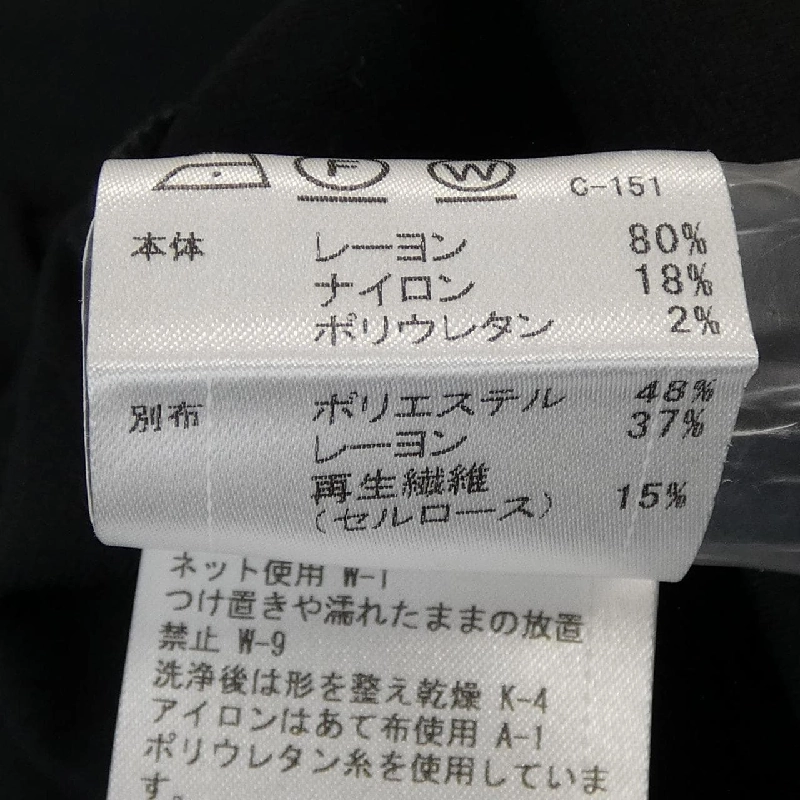 F W C-151
本体 レーヨン 80%
ナイロン 18%
ポリウレタン 2%
別布 ポリエステル 48%
レーヨン 37%
再生繊維
(セルロース) 15%
ネット使用 W-1
つけ置きや濡れたままの放置
禁止 W-9
洗浄後は形を整え乾燥 K-4
アイロンはあて布使用 A-1
ポリウレタン糸を使用していま
す。